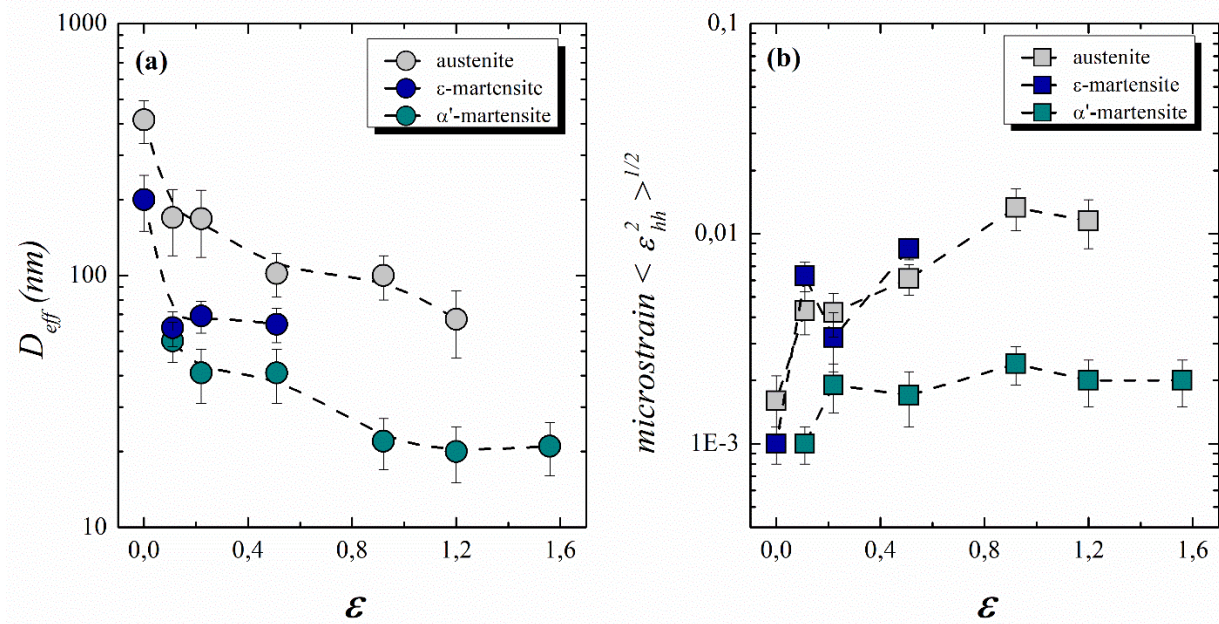 1000
100
10
D_eff (nm)
(a)
austenite
ε-martensite
α'-martensite
0,0 0,4 0,8 1,2 1,6
ε
0,1
0,01
1E-3
microstrain < ε²_hh >^1/2
(b)
austenite
ε-martensite
α'-martensite
0,0 0,4 0,8 1,2 1,6
ε